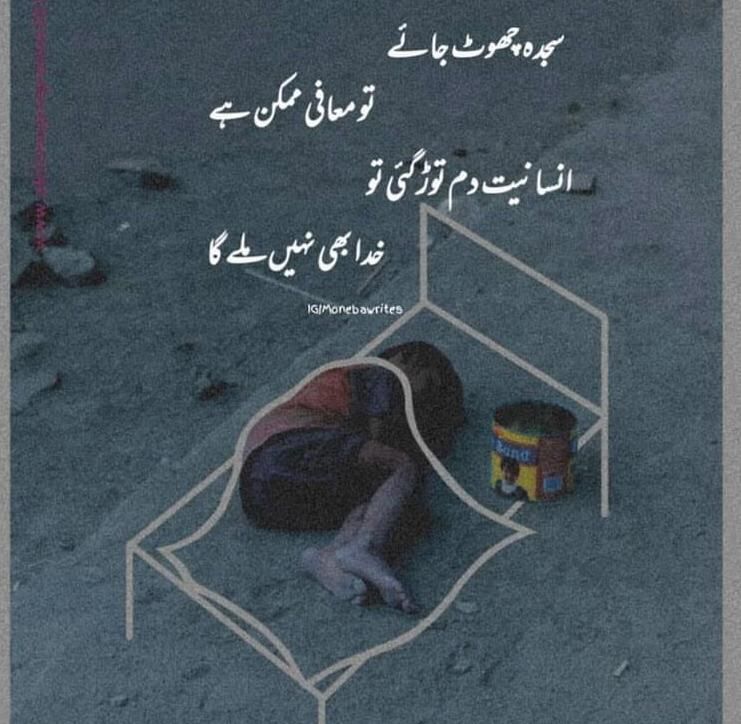 سجدہ چھوٹ جائے
تو معافی ممکن ہے
انسانیت دم توڑ گئی تو
خدا بھی نہیں ملے گا
IG/Monebawrites
Band